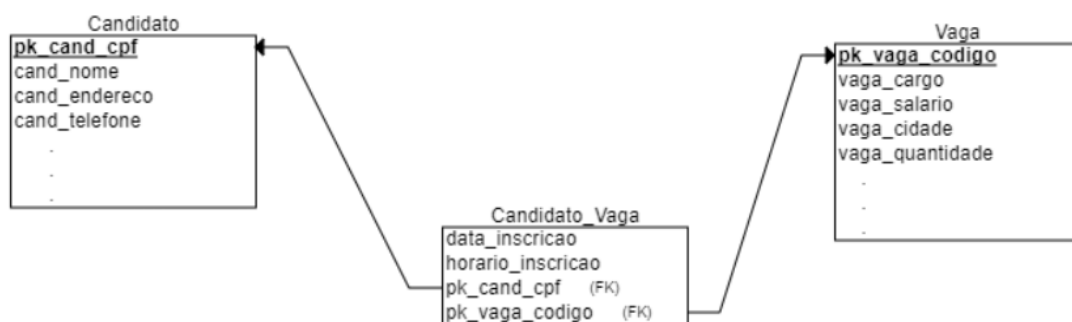 Candidato
pk_cand_cpf
cand_nome
cand_endereco
cand_telefone
.
.
.
Vaga
pk_vaga_codigo
vaga_cargo
vaga_salario
vaga_cidade
vaga_quantidade
.
.
.
Candidato_Vaga
data_inscricao
horario_inscricao
pk_cand_cpf (FK)
pk_vaga_codigo (FK)